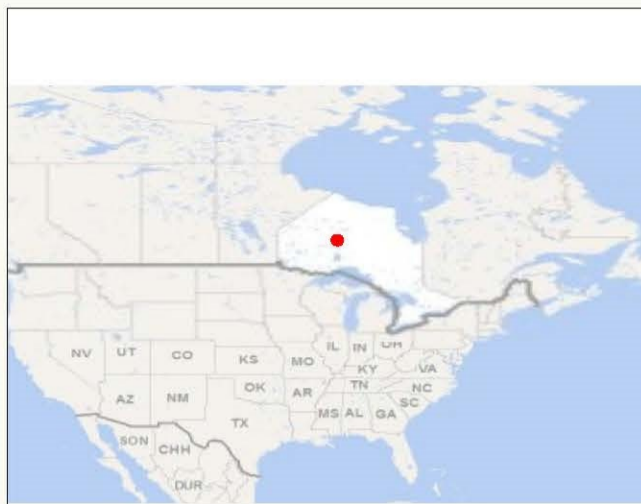 IL IN OH
NV UT CO KS MO KY VA
OK TN NC
AZ NM AR SC
TX MS AL GA
SON CHH
DUR